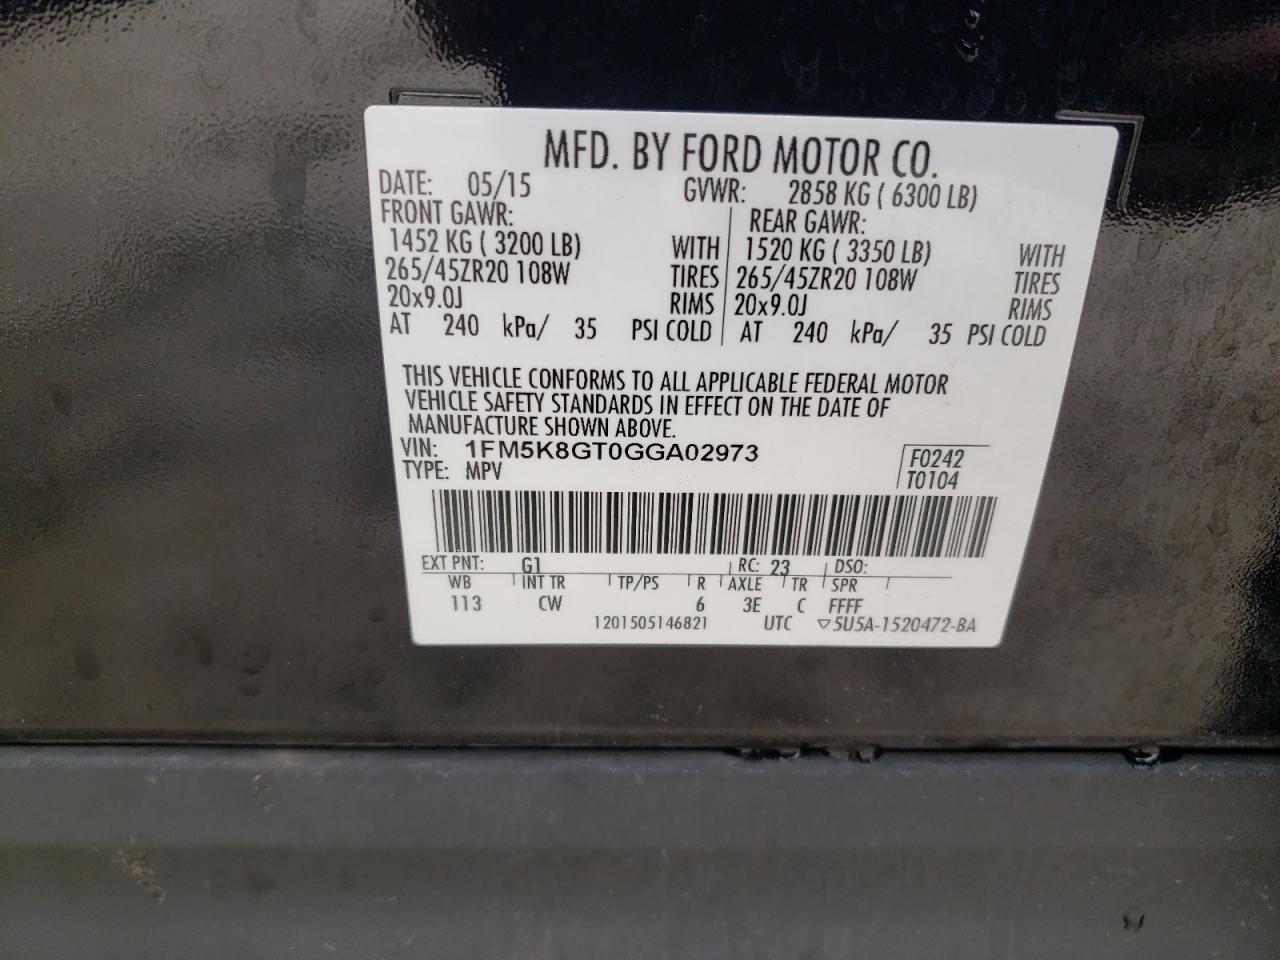 MFD. BY FORD MOTOR CO.
DATE: 05/15 GVWR: 2858 KG ( 6300 LB)
FRONT GAWR: REAR GAWR:
1452 KG ( 3200 LB) WITH 1520 KG ( 3350 LB) WITH
265/45ZR20 108W TIRES 265/45ZR20 108W TIRES
20x9.0J RIMS 20x9.0J RIMS
AT 240 kPa/ 35 PSI COLD AT 240 kPa/ 35 PSI COLD
THIS VEHICLE CONFORMS TO ALL APPLICABLE FEDERAL MOTOR
VEHICLE SAFETY STANDARDS IN EFFECT ON THE DATE OF
MANUFACTURE SHOWN ABOVE.
VIN: 1FM5K8GT0GGA02973 F0242
TYPE: MPV T0104
EXT PNT: G1 RC: 23 DSO:
WB INT TR TP/PS R AXLE TR SPR
113 CW 6 3E C FFFF
1201505146821 UTC ▽5U5A-1520472-BA